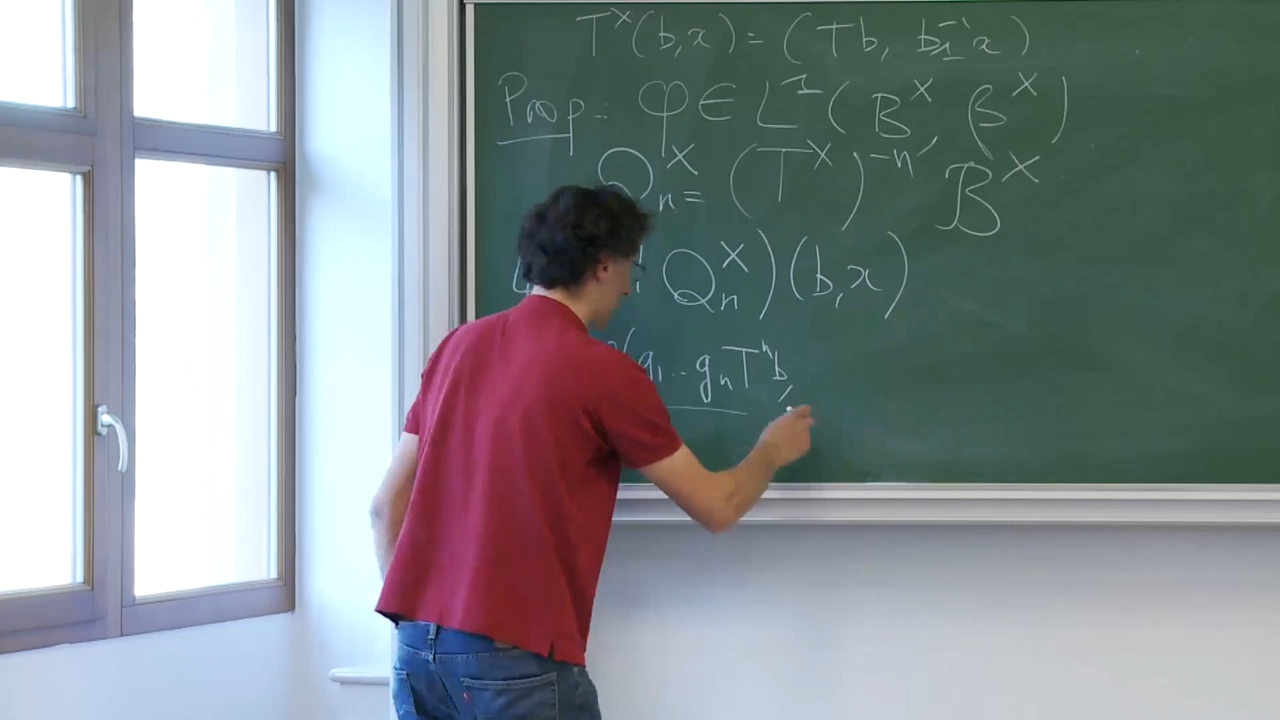 T^X(b,x) = (Tb, b_1^{-1}x)
Prop: φ ∈ L^1(B^X, β^X)
Q_n^X = (T^X)^{-n} 𝓑^X
Q_n^X)(b,x)
g_1..g_n T^n b,